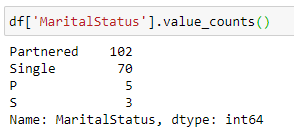 df['MaritalStatus'].value_counts()
Partnered    102
Single        70
P              5
S              3
Name: MaritalStatus, dtype: int64